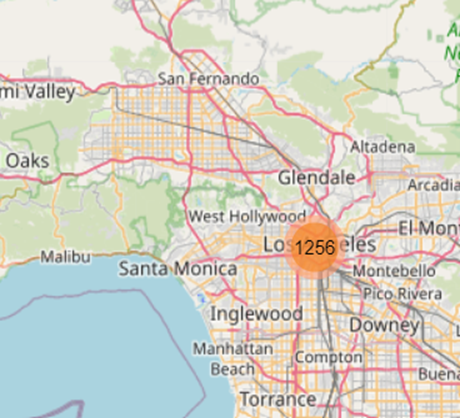 San Fernando
mi Valley
Altadena
Oaks
Glendale
Arcadia
West Hollywood
El Mont
Los
eles
1256
Malibu
Santa Monica
Montebello
Pico Rivera
Inglewood
Downey
Manhattan
Beach
Compton
Buena
Torrance